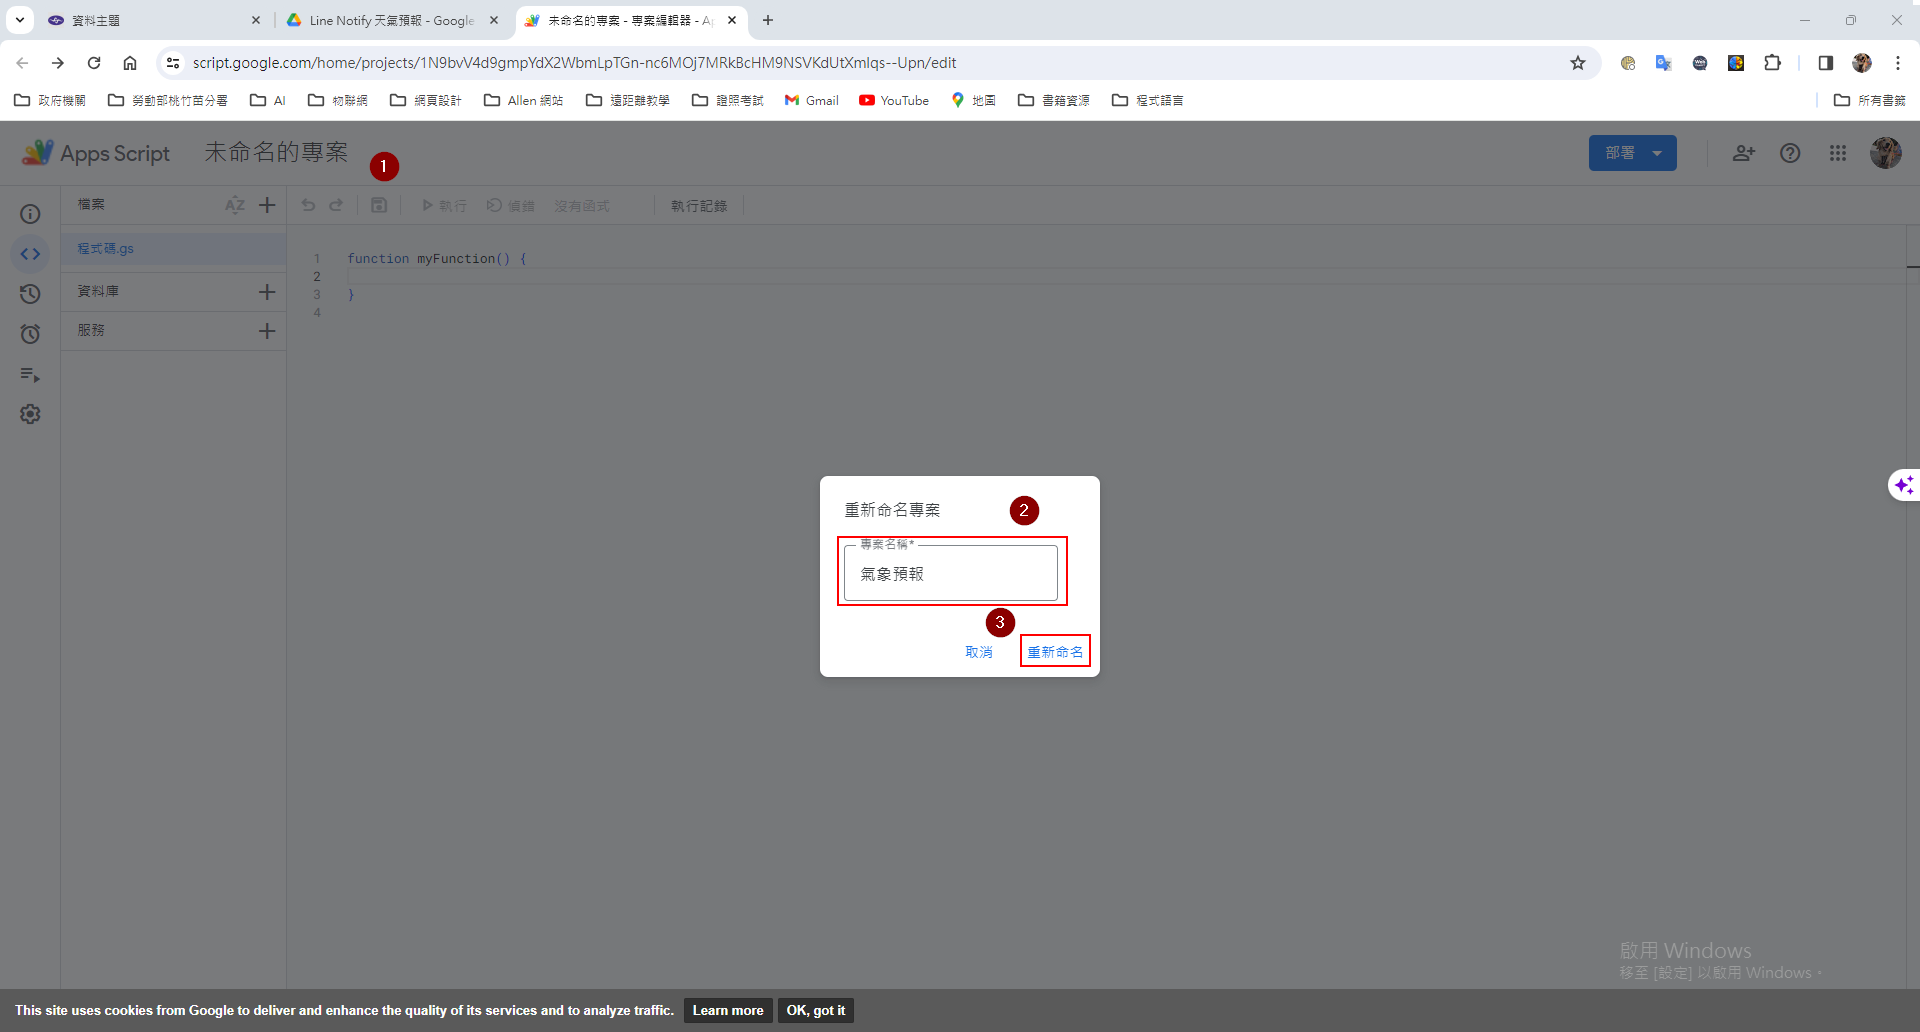 資料主題
Line Notify 天氣預報 - Google
未命名的專案 - 專案編輯器 - Ap
script.google.com/home/projects/1N9bvV4d9gmpYdX2WbmLpTGn-nc6MOj7MRkBcHM9NSVKdUtXmlqs--Upn/edit
政府機關
勞動部桃竹苗分署
AI
物聯網
網頁設計
Allen 網站
遠距離教學
證照考試
Gmail
YouTube
地圖
書籍資源
程式語言
所有書籤
Apps Script
未命名的專案
1
部署
檔案
AZ
執行
偵錯
沒有函式
執行記錄
程式碼.gs
資料庫
服務
1 function myFunction() {
2
3 }
4
重新命名專案
2
專案名稱*
氣象預報
3
取消
重新命名
啟用 Windows
移至 [設定] 以啟用 Windows。
This site uses cookies from Google to deliver and enhance the quality of its services and to analyze traffic.
Learn more
OK, got it